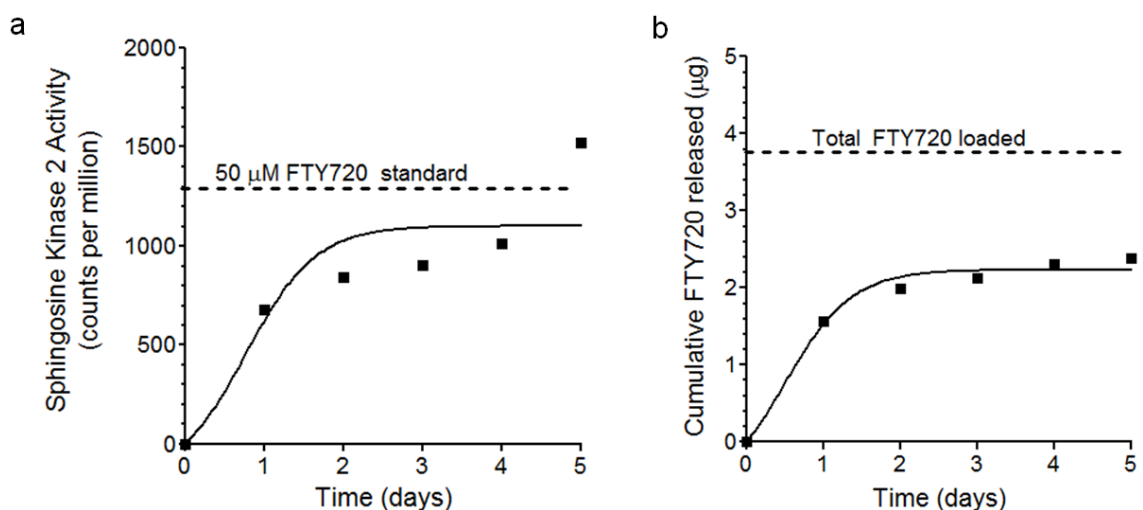 a
Sphingosine Kinase 2 Activity
(counts per million)
2000
1500
1000
500
0
50 μM FTY720 standard
0 1 2 3 4 5
Time (days)
b
Cumulative FTY720 released (μg)
5
4
3
2
1
0
Total FTY720 loaded
0 1 2 3 4 5
Time (days)